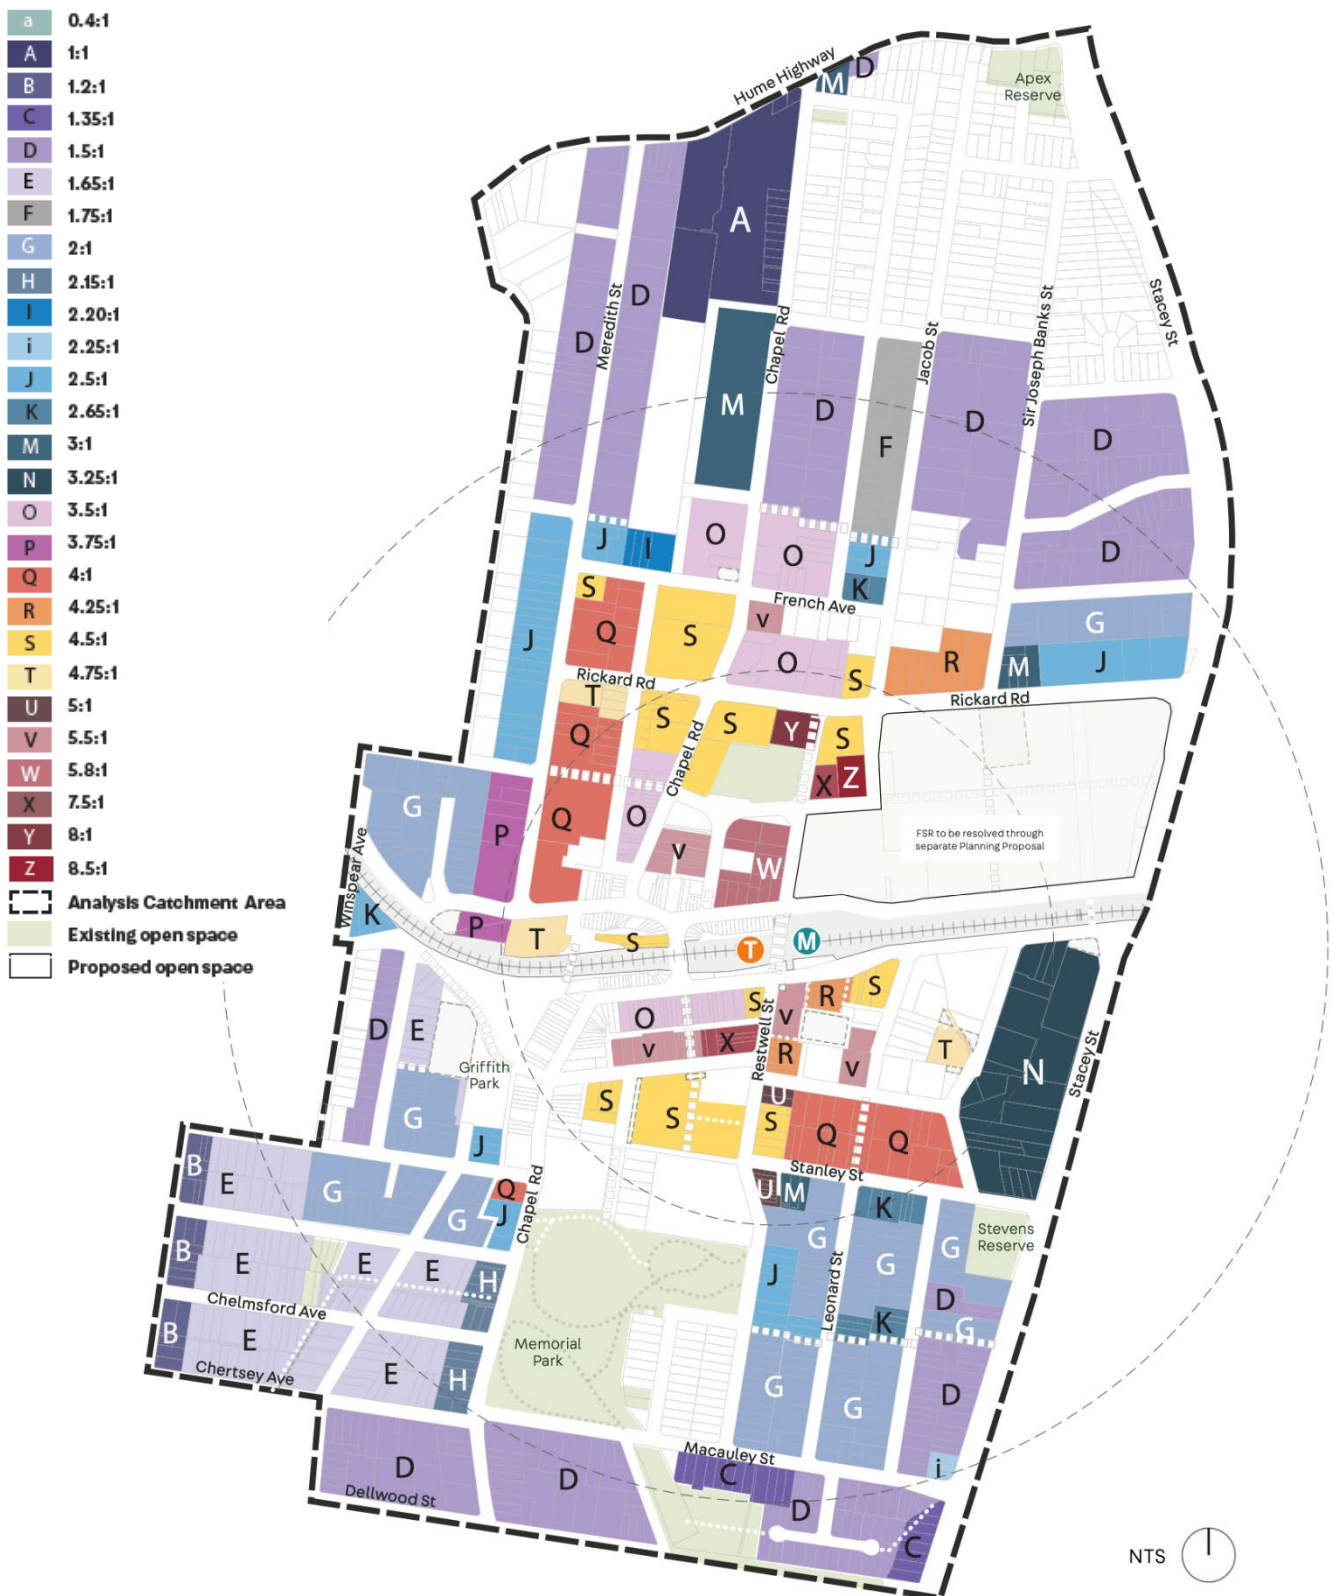 a 0.4:1
A 1:1
B 1.2:1
C 1.35:1
D 1.5:1
E 1.65:1
F 1.75:1
G 2:1
H 2.15:1
I 2.20:1
i 2.25:1
J 2.5:1
K 2.65:1
M 3:1
N 3.25:1
O 3.5:1
P 3.75:1
Q 4:1
R 4.25:1
S 4.5:1
T 4.75:1
U 5:1
V 5.5:1
W 5.8:1
X 7.5:1
Y 8:1
Z 8.5:1
Analysis Catchment Area
Existing open space
Proposed open space
Hume Highway
M D
Apex
Reserve
A
D
D
Meredith St
Chapel Rd
Jacob St
Sir Joseph Banks St
Stacey St
M
D
F
D
D
D
J I
O
O
J
K
French Ave
S
Q
S
v
O
S
R
G
M J
J
Rickard Rd
Rickard Rd
T
Q
S
Chapel Rd
S
Y
S
X Z
G
P
Q
O
v
W
FSR to be resolved through
separate Planning Proposal
Winspear Ave
K
P
T
S
T
M
D
E
O
S
v
R
S
v
X
Restwell St
R
v
T
N
Stacey St
Griffith
Park
G
S
S
U
S
Q
Q
J
Stanley St
B
E
G
G
Q
J
Chapel Rd
U M
G
K
G
Stevens
Reserve
B
E
E
E
H
J
Leonard St
G
D
K
G
Chelmsford Ave
B
E
Memorial
Park
Chertsey Ave
E
H
G
G
D
Macauley St
i
D
D
C
D
C
Dellwood St
NTS